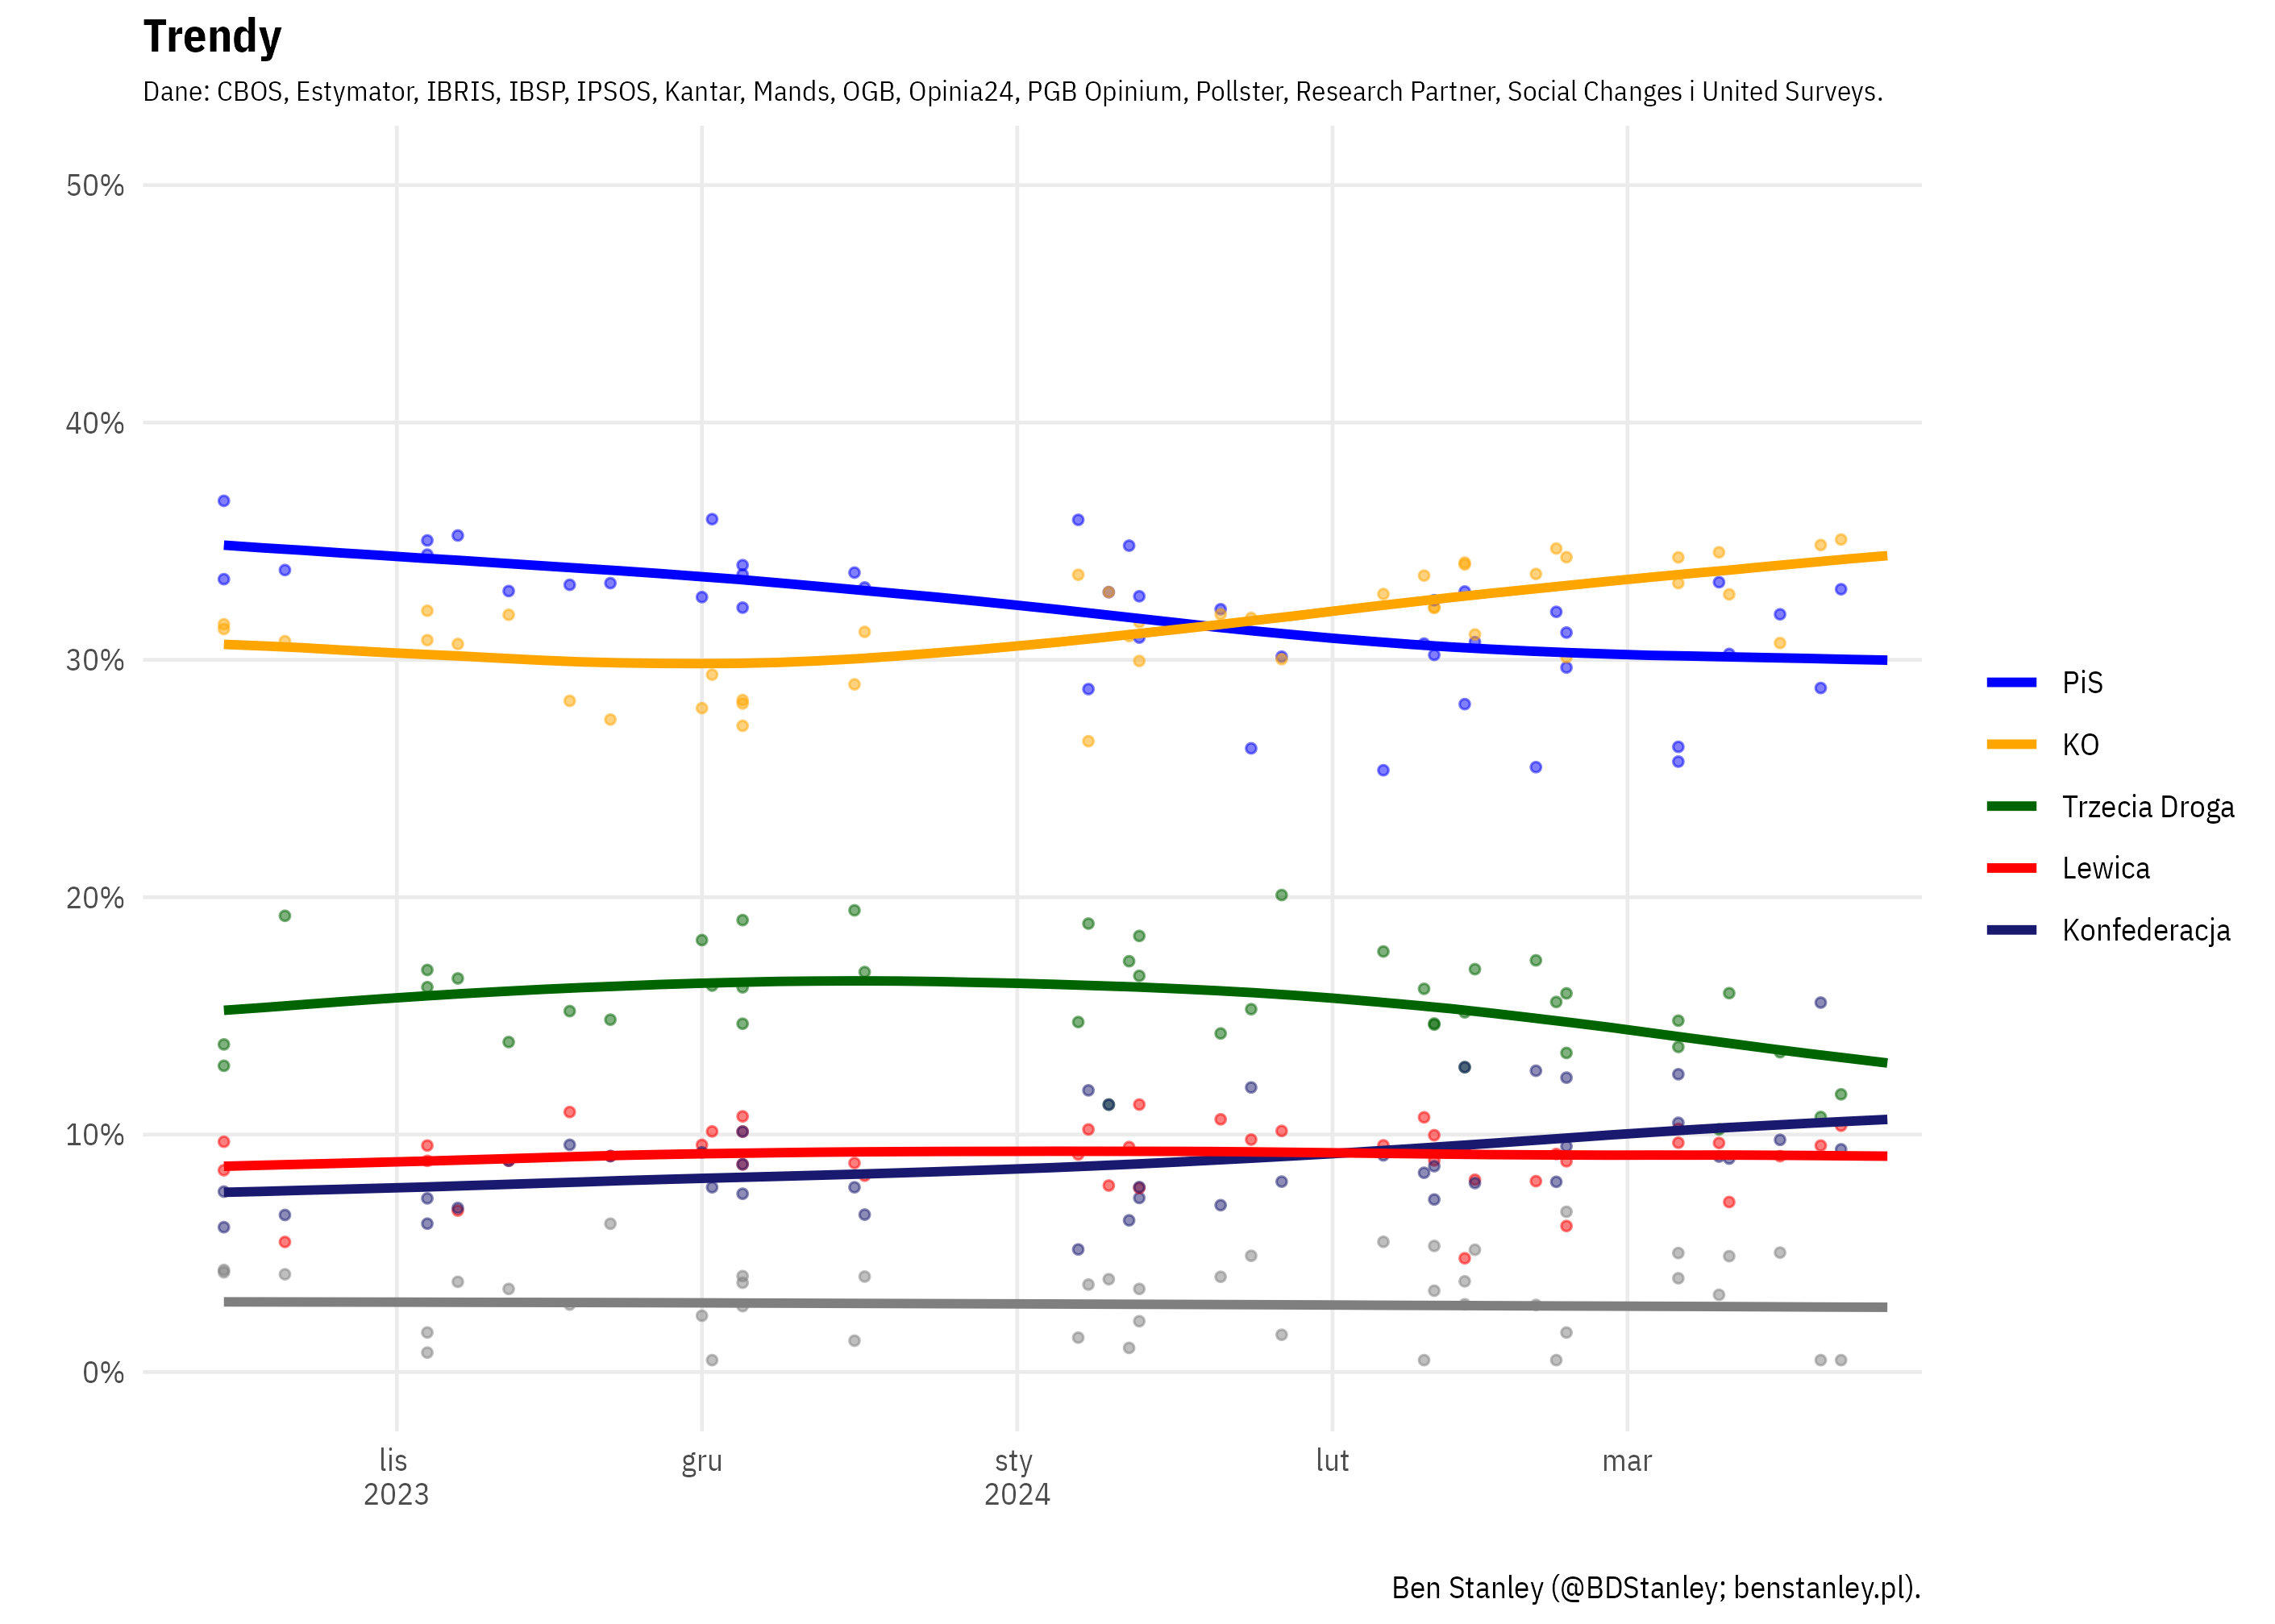 Trendy
Dane: CBOS, Estymator, IBRIS, IBSP, IPSOS, Kantar, Mands, OGB, Opinia24, PGB Opinium, Pollster, Research Partner, Social Changes i United Surveys.
50%
40%
30%
20%
10%
0%
lis
2023
gru
sty
2024
lut
mar
PiS
KO
Trzecia Droga
Lewica
Konfederacja
Ben Stanley (@BDStanley; benstanley.pl).